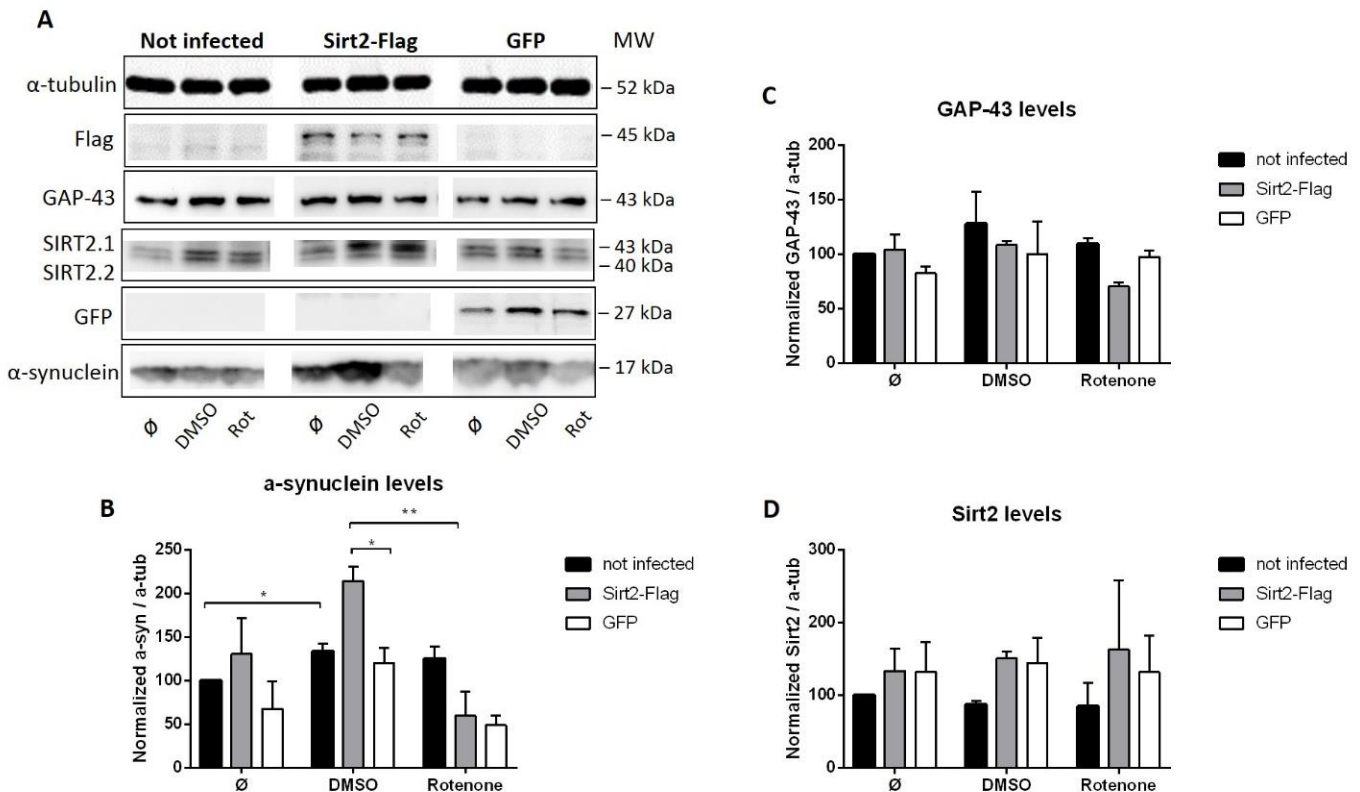 A
Not infected Sirt2-Flag GFP MW
α-tubulin – 52 kDa
Flag – 45 kDa
GAP-43 – 43 kDa
SIRT2.1 – 43 kDa
SIRT2.2 – 40 kDa
GFP – 27 kDa
α-synuclein – 17 kDa
Ø DMSO Rot Ø DMSO Rot Ø DMSO Rot
B
a-synuclein levels
Normalized a-syn / a-tub
250
200
150
100
50
0
* ** *
Ø DMSO Rotenone
not infected
Sirt2-Flag
GFP
C
GAP-43 levels
Normalized GAP-43 / a-tub
200
150
100
50
0
Ø DMSO Rotenone
not infected
Sirt2-Flag
GFP
D
Sirt2 levels
Normalized Sirt2 / a-tub
300
200
150
100
0
Ø DMSO Rotenone
not infected
Sirt2-Flag
GFP